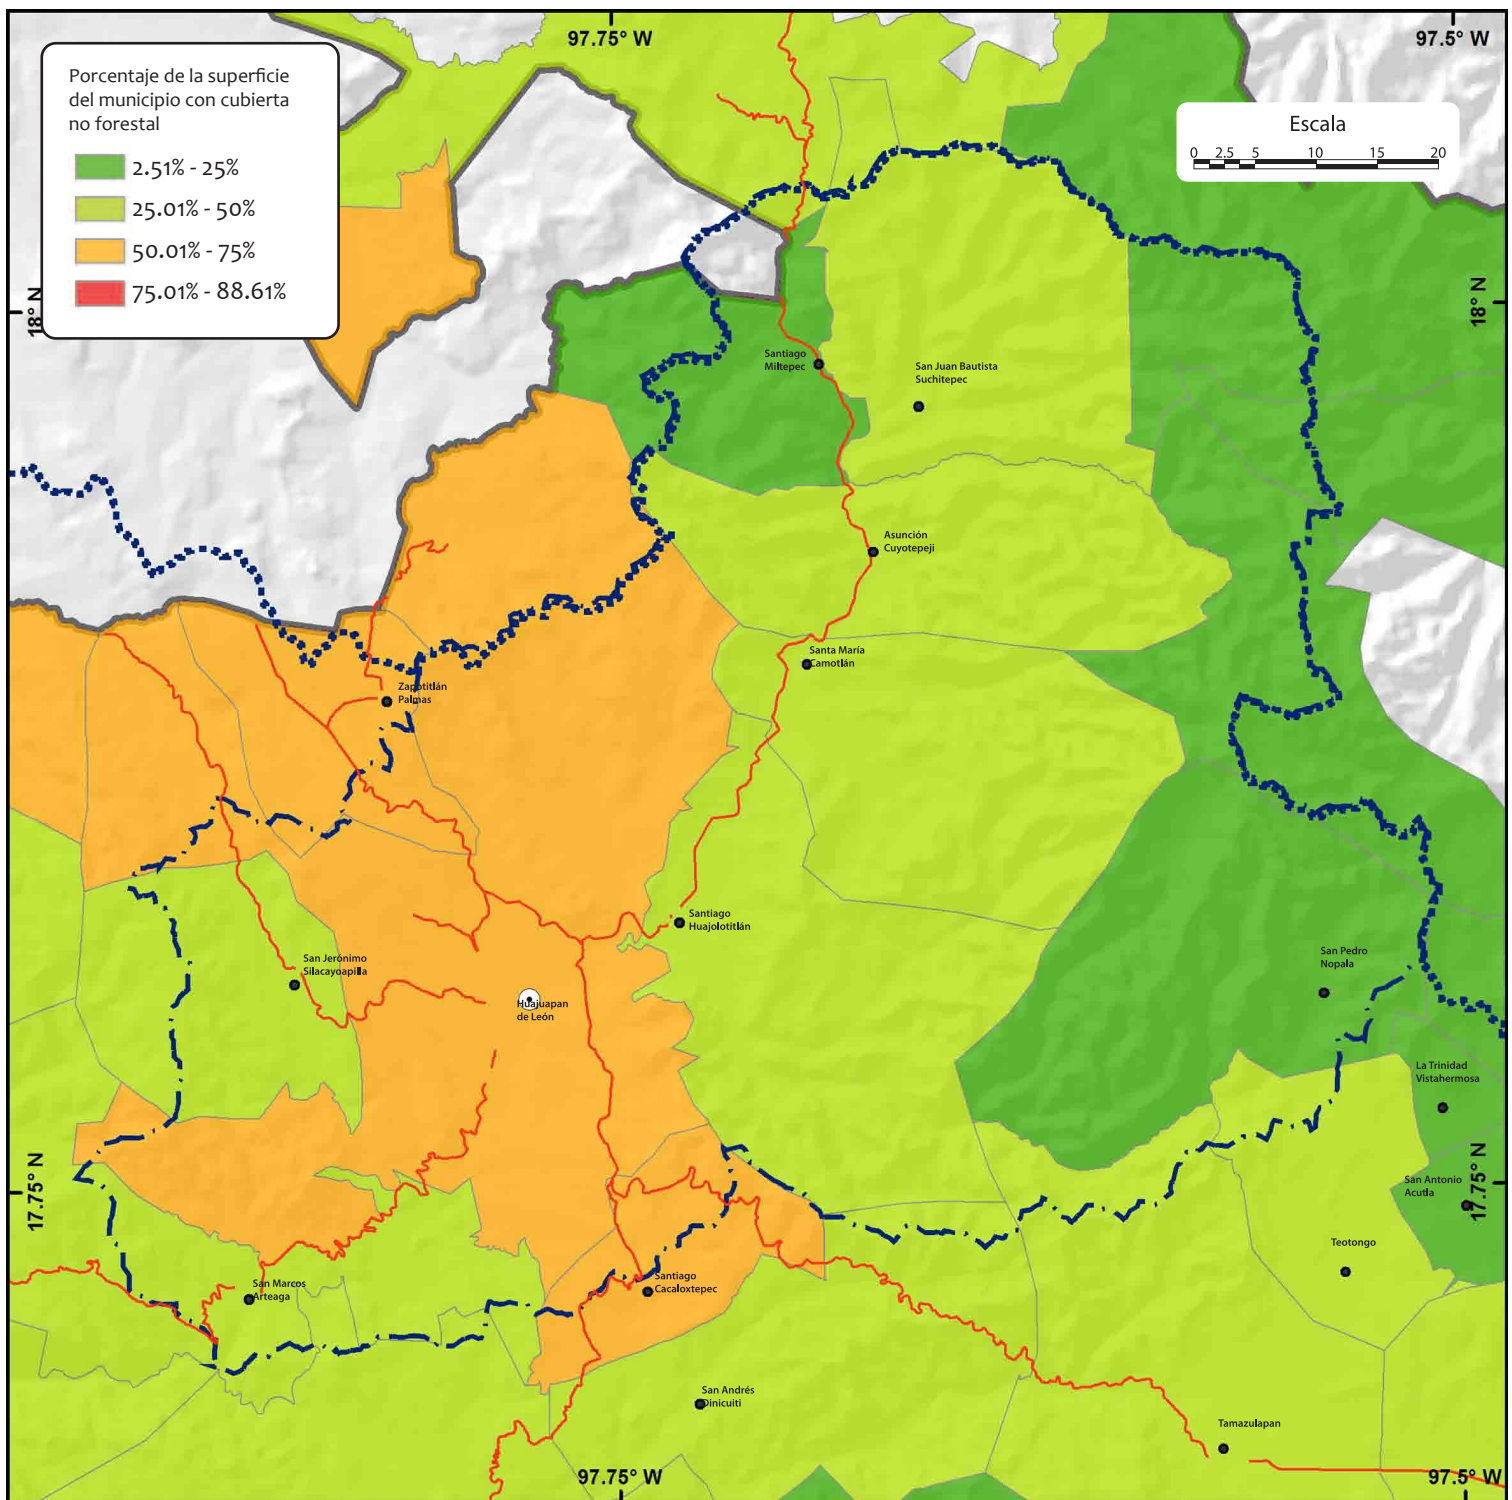 97.75° W
97.5° W
Porcentaje de la superficie
del municipio con cubierta
no forestal
2.51% - 25%
25.01% - 50%
50.01% - 75%
75.01% - 88.61%
Escala
0 2.5 5 10 15 20
18° N
18° N
Santiago
Miltepec
San Juan Bautista
Suchitepec
Asunción
Cuyotepeji
Santa María
Camotlán
Zapotitlán
Palmas
Santiago
Huajolotitlán
San Jerónimo
Silacayoapilla
San Pedro
Nopala
Huajuapan
de León
La Trinidad
Vistahermosa
17.75° N
17.75° N
San Antonio
Acutla
Teotongo
San Marcos
Arteaga
Santiago
Cacaloxtepec
San Andrés
Dinicuiti
Tamazulapan
97.75° W
97.5° W